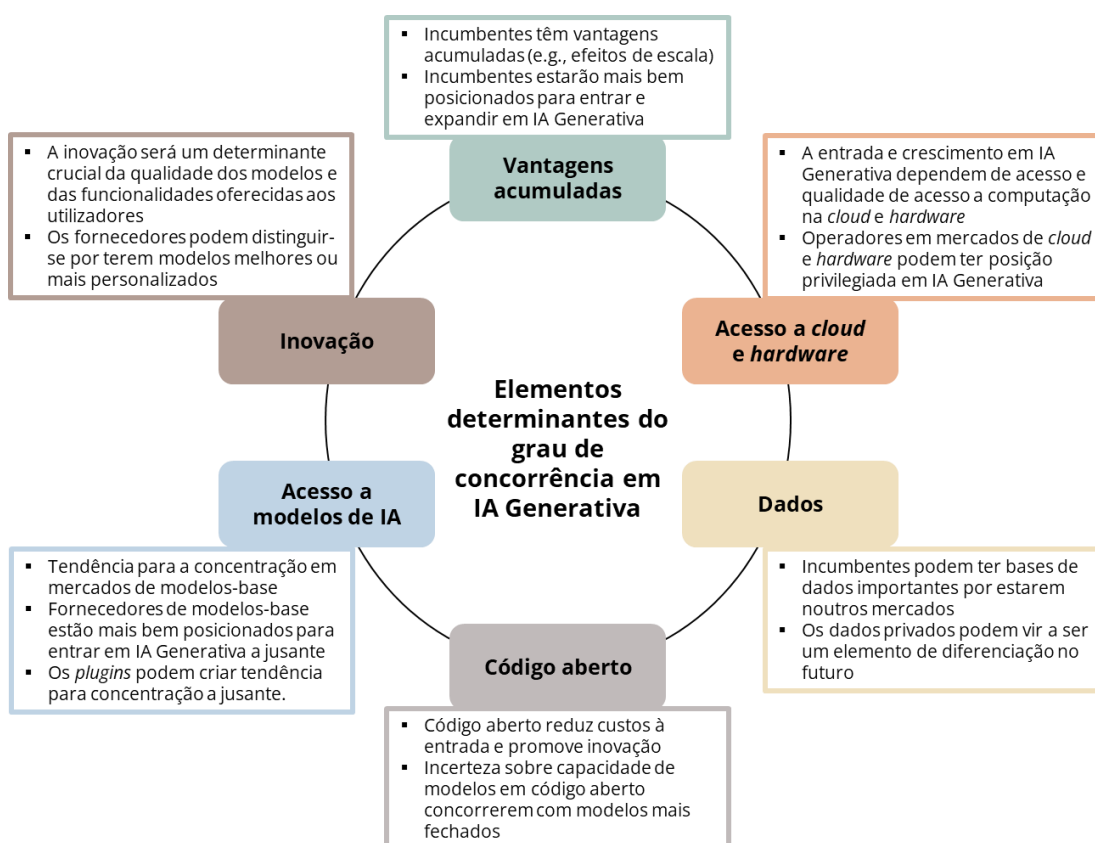 ▪ Incumbentes têm vantagens
acumuladas (e.g., efeitos de escala)
▪ Incumbentes estarão mais bem
posicionados para entrar e
expandir em IA Generativa
Vantagens
acumuladas
▪ A entrada e crescimento em IA
Generativa dependem de acesso e
qualidade de acesso a computação
na cloud e hardware
▪ Operadores em mercados de cloud
e hardware podem ter posição
privilegiada em IA Generativa
Acesso a cloud
e hardware
Dados
▪ Incumbentes podem ter bases de
dados importantes por estarem
noutros mercados
▪ Os dados privados podem vir a ser
um elemento de diferenciação no
futuro
Código aberto
▪ Código aberto reduz custos à
entrada e promove inovação
▪ Incerteza sobre capacidade de
modelos em código aberto
concorrerem com modelos mais
fechados
Acesso a
modelos de IA
▪ Tendência para a concentração em
mercados de modelos-base
▪ Fornecedores de modelos-base
estão mais bem posicionados para
entrar em IA Generativa a jusante
▪ Os plugins podem criar tendência
para concentração a jusante.
▪ A inovação será um determinante
crucial da qualidade dos modelos e
das funcionalidades oferecidas aos
utilizadores
▪ Os fornecedores podem distinguir-
se por terem modelos melhores ou
mais personalizados
Inovação
Elementos
determinantes do
grau de
concorrência em
IA Generativa